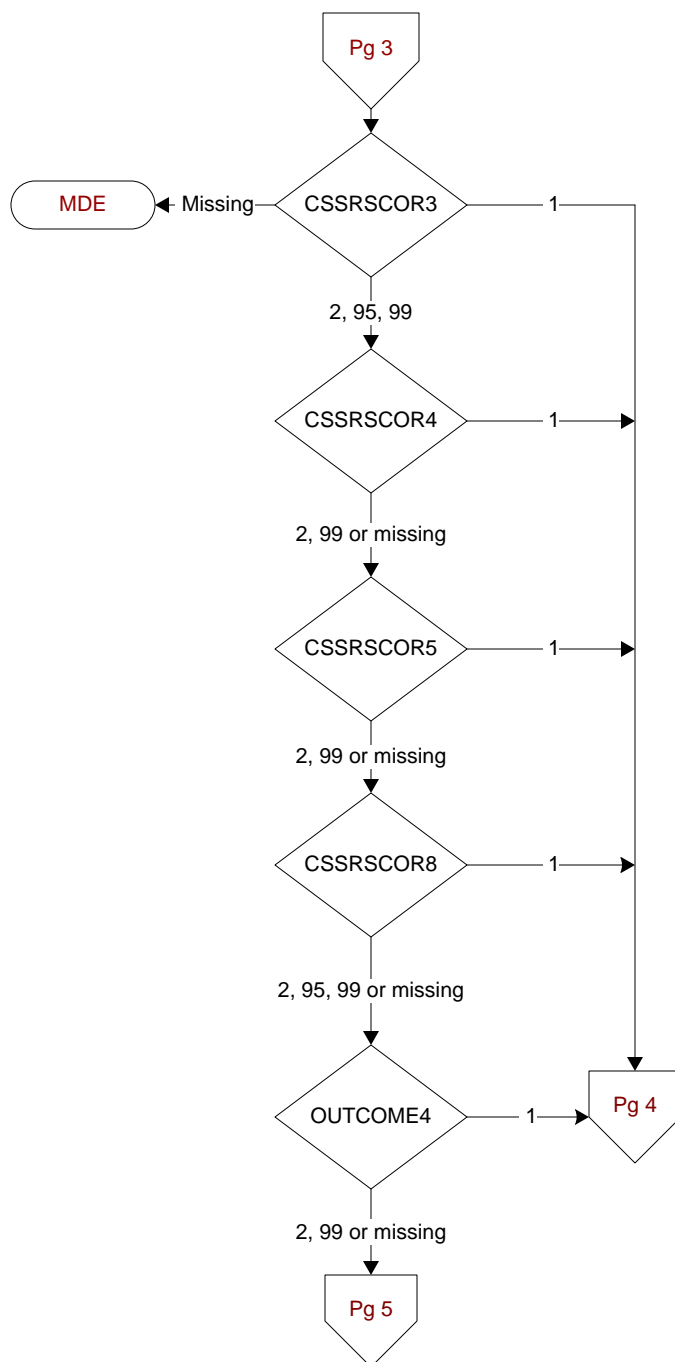 Pg 3
MDE
Missing
CSSRSCOR3
1
2, 95, 99
CSSRSCOR4
1
2, 99 or missing
CSSRSCOR5
1
2, 99 or missing
CSSRSCOR8
1
2, 95, 99 or missing
OUTCOME4
1
Pg 4
2, 99 or missing
Pg 5